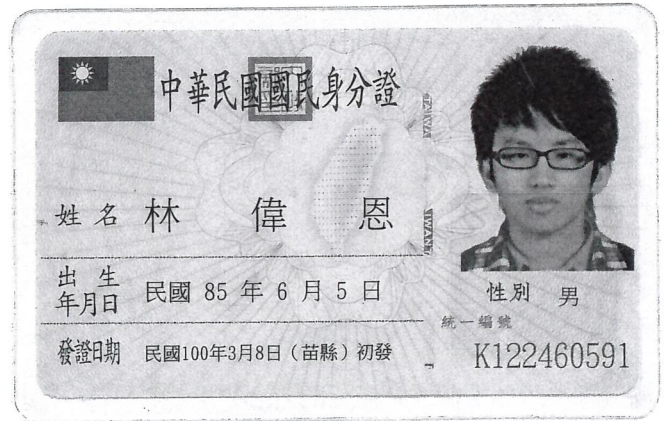 中華民國國民身分證
TAIWAN
姓名 林偉恩
TAIWAN
出生年月日 民國 85 年 6 月 5 日
性別 男
統一編號
發證日期 民國100年3月8日（苗縣）初發
K122460591